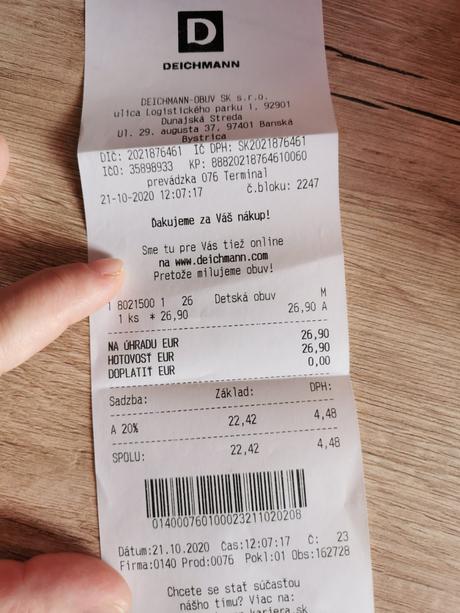 D
DEICHMANN
DEICHMANN-OBUV SK s.r.o.
ulica Logistického parku 1, 92901
Dunajská Streda
Ul. 29. augusta 37, 97401 Banská
Bystrica
DIČ: 2021876461 IČ DPH: SK2021876461
IČO: 35898933 KP: 88820218764610060
prevádzka 076 Terminal
21-10-2020 12:07:17 č.bloku: 2247
Ďakujeme za Váš nákup!
Sme tu pre Vás tiež online
na www.deichmann.com
Pretože milujeme obuv!
1 8021500 1 26 Detská obuv M
1 ks * 26,90 26,90 A
NA ÚHRADU EUR 26,90
HOTOVOSŤ EUR 26,90
DOPLATIŤ EUR 0,00
Sadzba: Základ: DPH:
A 20% 22,42 4,48
SPOLU: 22,42 4,48
014000760100023211020208
Dátum:21.10.2020 Čas:12:07:17 Č: 23
Firma:0140 Prod:0076 Pokl:01 Obs:162728
Chcete se stať súčastou
nášho tímu? Viac na:
kariera.sk